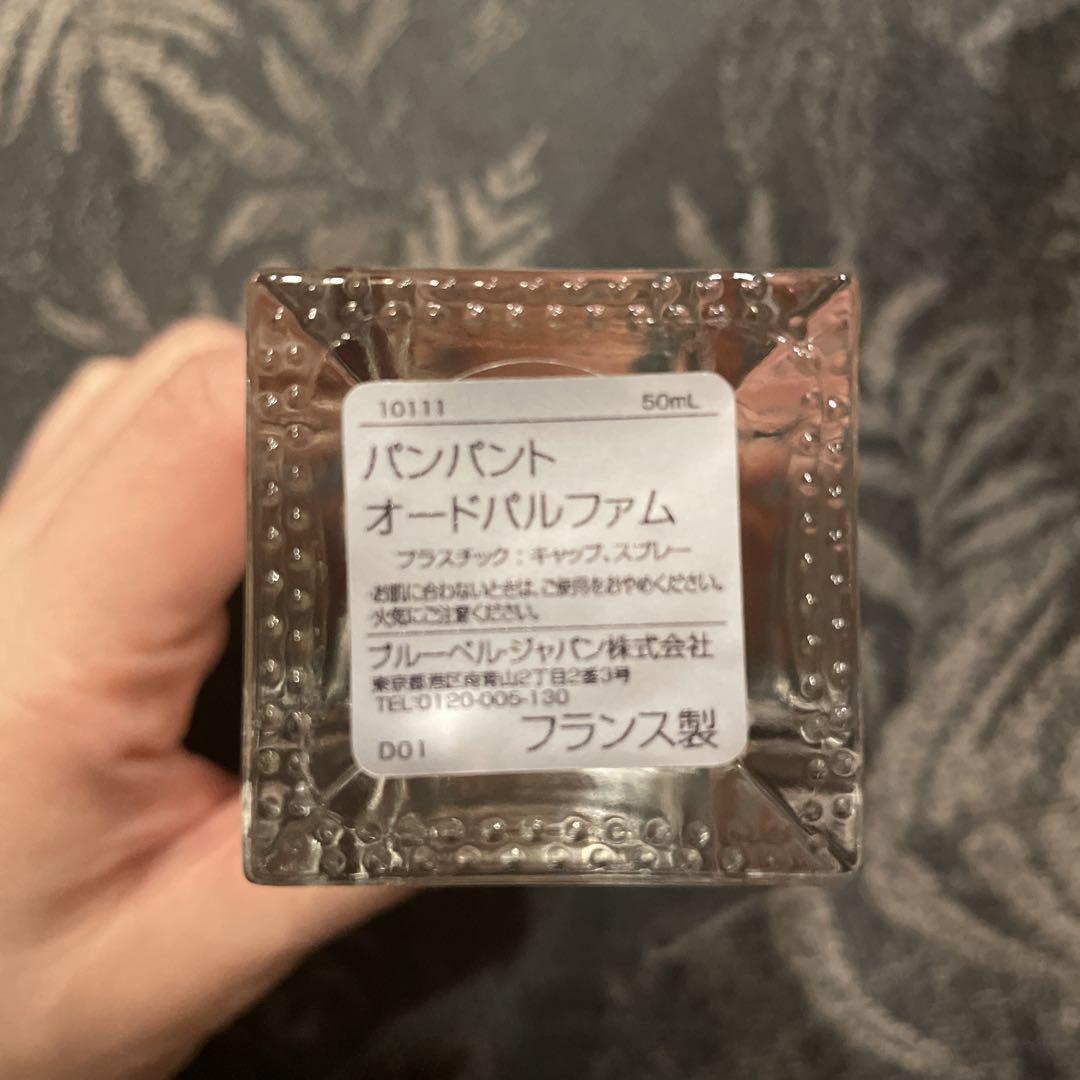 10111 50mL
パンパント
オードパルファム
プラスチック：キャップ、スプレー
・お肌に合わないときは、ご使用をおやめください。
・火気にご注意ください。
ブルーベル・ジャパン株式会社
東京都港区南青山2丁目2番3号
TEL:0120-005-130
D01 フランス製